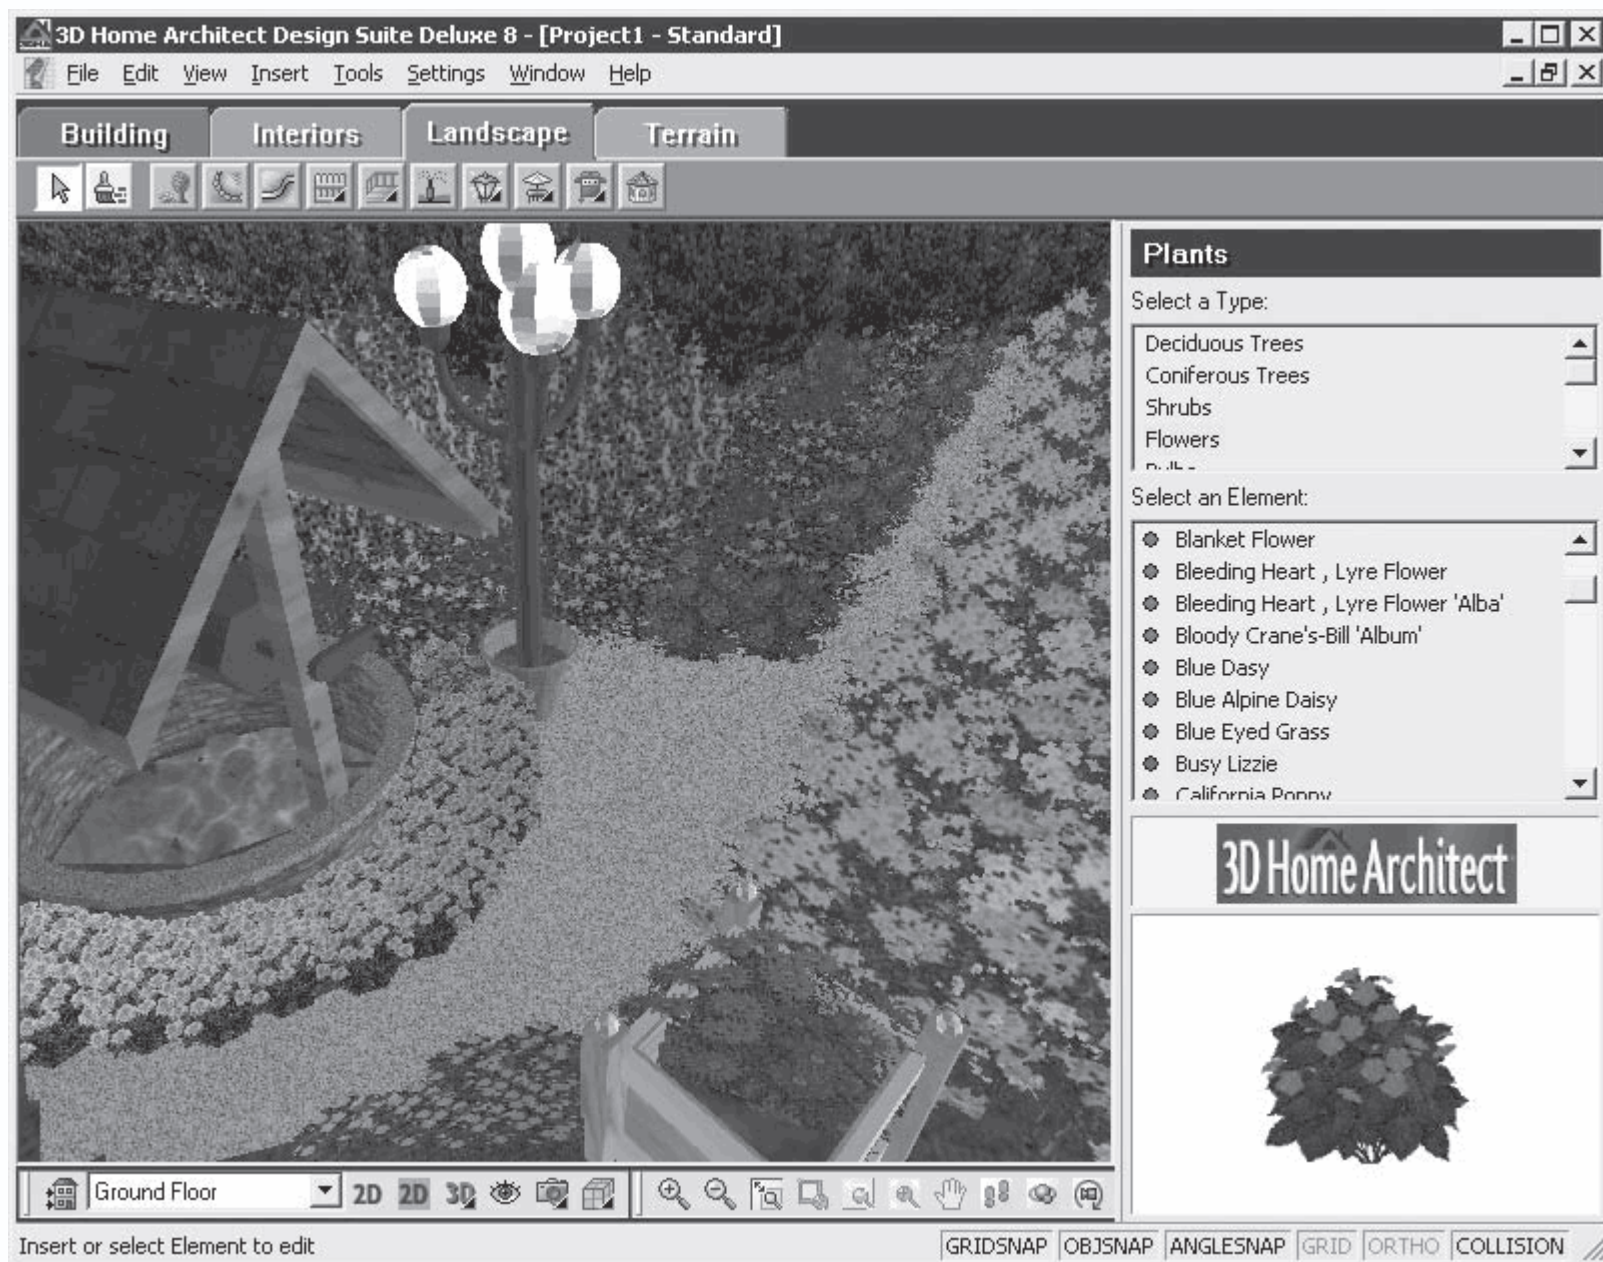 3D Home Architect Design Suite Deluxe 8 - [Project1 - Standard]
File Edit View Insert Tools Settings Window Help
Building Interiors Landscape Terrain
Plants
Select a Type:
Deciduous Trees
Coniferous Trees
Shrubs
Flowers
Bulbs
Select an Element:
Blanket Flower
Bleeding Heart , Lyre Flower
Bleeding Heart , Lyre Flower 'Alba'
Bloody Crane's-Bill 'Album'
Blue Dasy
Blue Alpine Daisy
Blue Eyed Grass
Busy Lizzie
California Poppy
3D Home Architect
Ground Floor 2D 2D 3D
Insert or select Element to edit GRIDSNAP OBJSNAP ANGLESNAP GRID ORTHO COLLISION